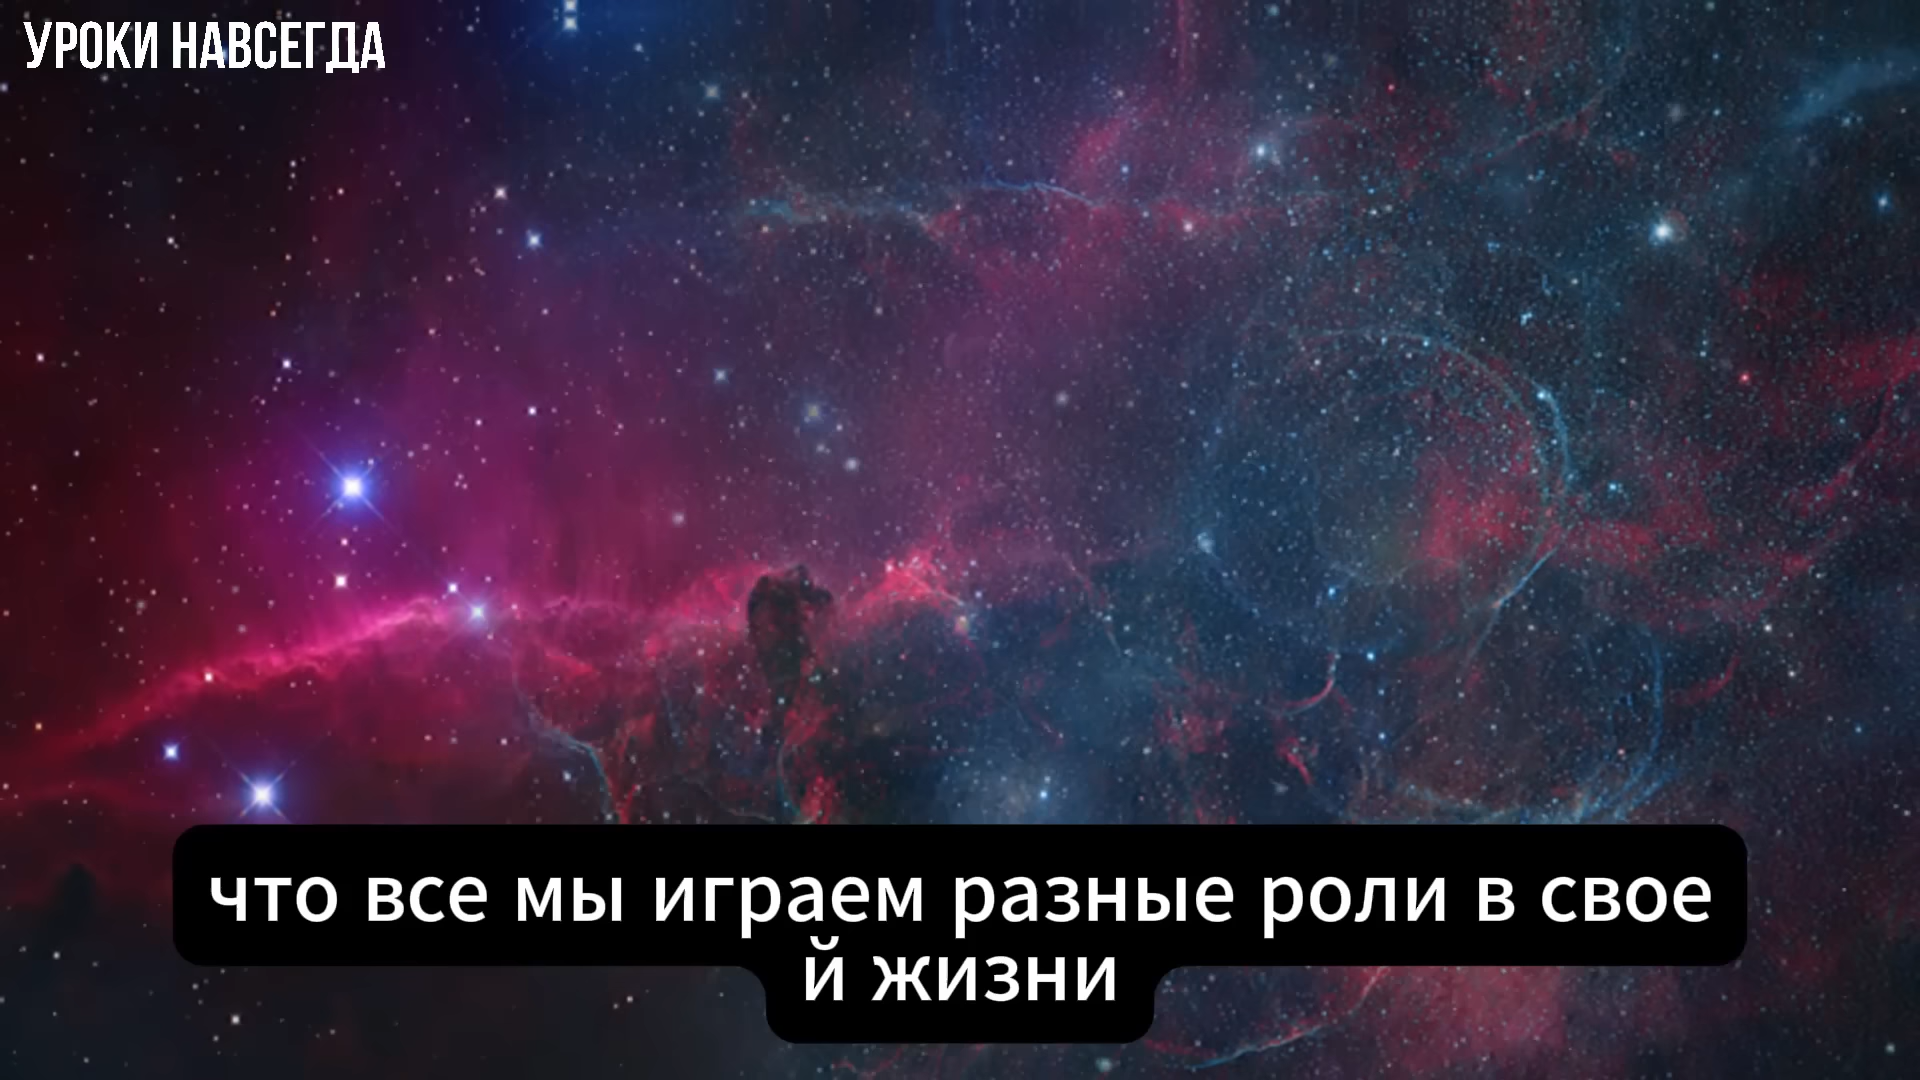 УРОКИ НАВСЕГДА
что все мы играем разные роли в свое
й жизни